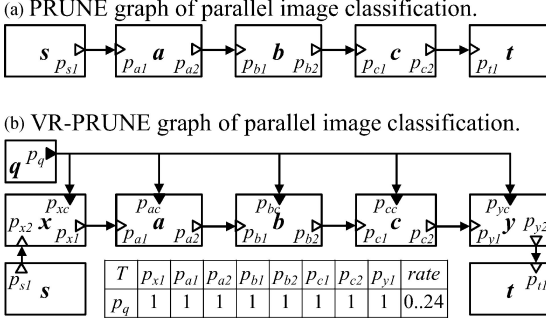 (a) PRUNE graph of parallel image classification.
s a b c t
p_s1 p_a1 p_a2 p_b1 p_b2 p_c1 p_c2 p_t1
(b) VR-PRUNE graph of parallel image classification.
q p_q
p_xc p_ac p_bc p_cc p_yc
p_x2 x p_x1 p_a1 a p_a2 p_b1 b p_b2 p_c1 c p_c2 p_y1 y p_y2
p_s1 s
T p_x1 p_a1 p_a2 p_b1 p_b2 p_c1 p_c2 p_y1 rate
p_q 1 1 1 1 1 1 1 1 0..24
t p_t1